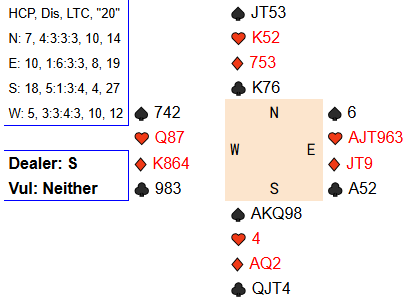 HCP, Dis, LTC, "20"
N: 7, 4:3:3:3, 10, 14
E: 10, 1:6:3:3, 8, 19
S: 18, 5:1:3:4, 4, 27
W: 5, 3:3:4:3, 10, 12
Dealer: S
Vul: Neither
♠ JT53
♥ K52
♦ 753
♣ K76
♠ 742
♥ Q87
♦ K864
♣ 983
N
W E
S
♠ 6
♥ AJT963
♦ JT9
♣ A52
♠ AKQ98
♥ 4
♦ AQ2
♣ QJT4